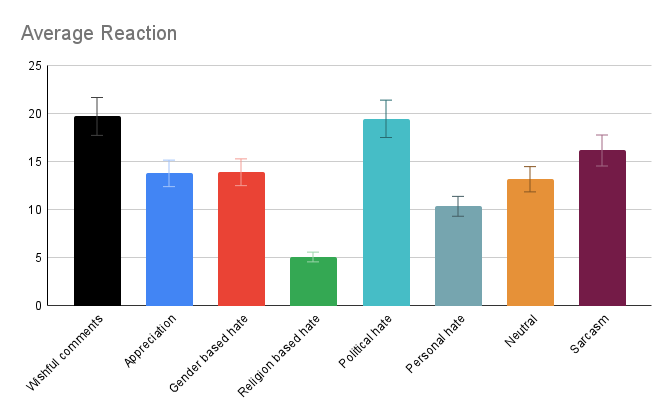 Average Reaction
25
20
15
10
5
0
Wishful comments
Appreciation
Gender based hate
Religion based hate
Political hate
Personal hate
Neutral
Sarcasm